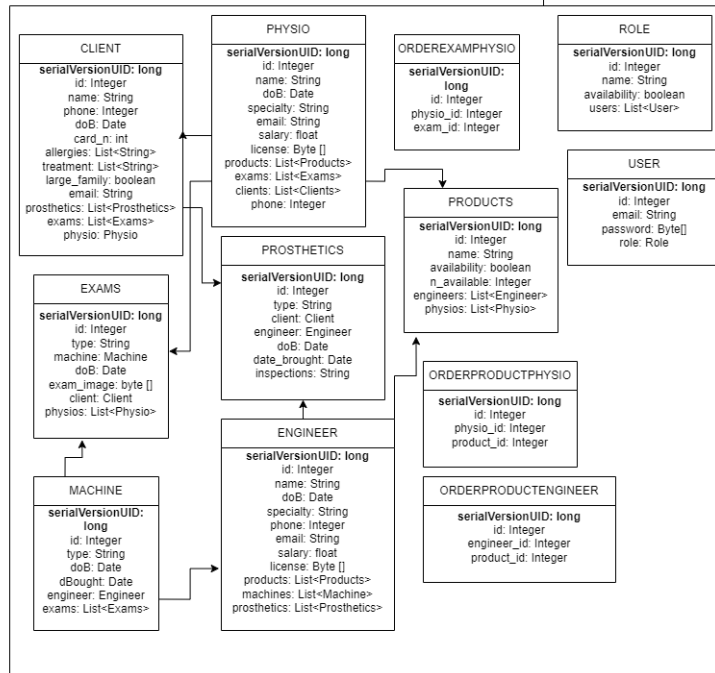 CLIENT
serialVersionUID: long
id: Integer
name: String
phone: Integer
doB: Date
card_n: int
allergies: List<String>
treatment: List<String>
large_family: boolean
email: String
prosthetics: List<Prosthetics>
exams: List<Exams>
physio: Physio
PHYSIO
serialVersionUID: long
id: Integer
name: String
doB: Date
specialty: String
email: String
salary: float
license: Byte []
products: List<Products>
exams: List<Exams>
clients: List<Clients>
phone: Integer
ORDEREXAMPHYSIO
serialVersionUID:
long
id: Integer
physio_id: Integer
exam_id: Integer
ROLE
serialVersionUID: long
id: Integer
name: String
availability: boolean
users: List<User>
USER
serialVersionUID: long
id: Integer
email: String
password: Byte[]
role: Role
PRODUCTS
serialVersionUID: long
id: Integer
name: String
availability: boolean
n_available: Integer
engineers: List<Engineer>
physios: List<Physio>
PROSTHETICS
serialVersionUID: long
id: Integer
type: String
client: Client
engineer: Engineer
doB: Date
date_brought: Date
inspections: String
EXAMS
serialVersionUID: long
id: Integer
type: String
machine: Machine
doB: Date
exam_image: byte []
client: Client
physios: List<Physio>
ORDERPRODUCTPHYSIO
serialVersionUID: long
id: Integer
physio_id: Integer
product_id: Integer
ENGINEER
serialVersionUID: long
id: Integer
name: String
doB: Date
specialty: String
phone: Integer
email: String
salary: float
license: Byte []
products: List<Products>
machines: List<Machine>
prosthetics: List<Prosthetics>
MACHINE
serialVersionUID:
long
id: Integer
type: String
doB: Date
dBought: Date
engineer: Engineer
exams: List<Exams>
ORDERPRODUCTENGINEER
serialVersionUID: long
id: Integer
engineer_id: Integer
product_id: Integer